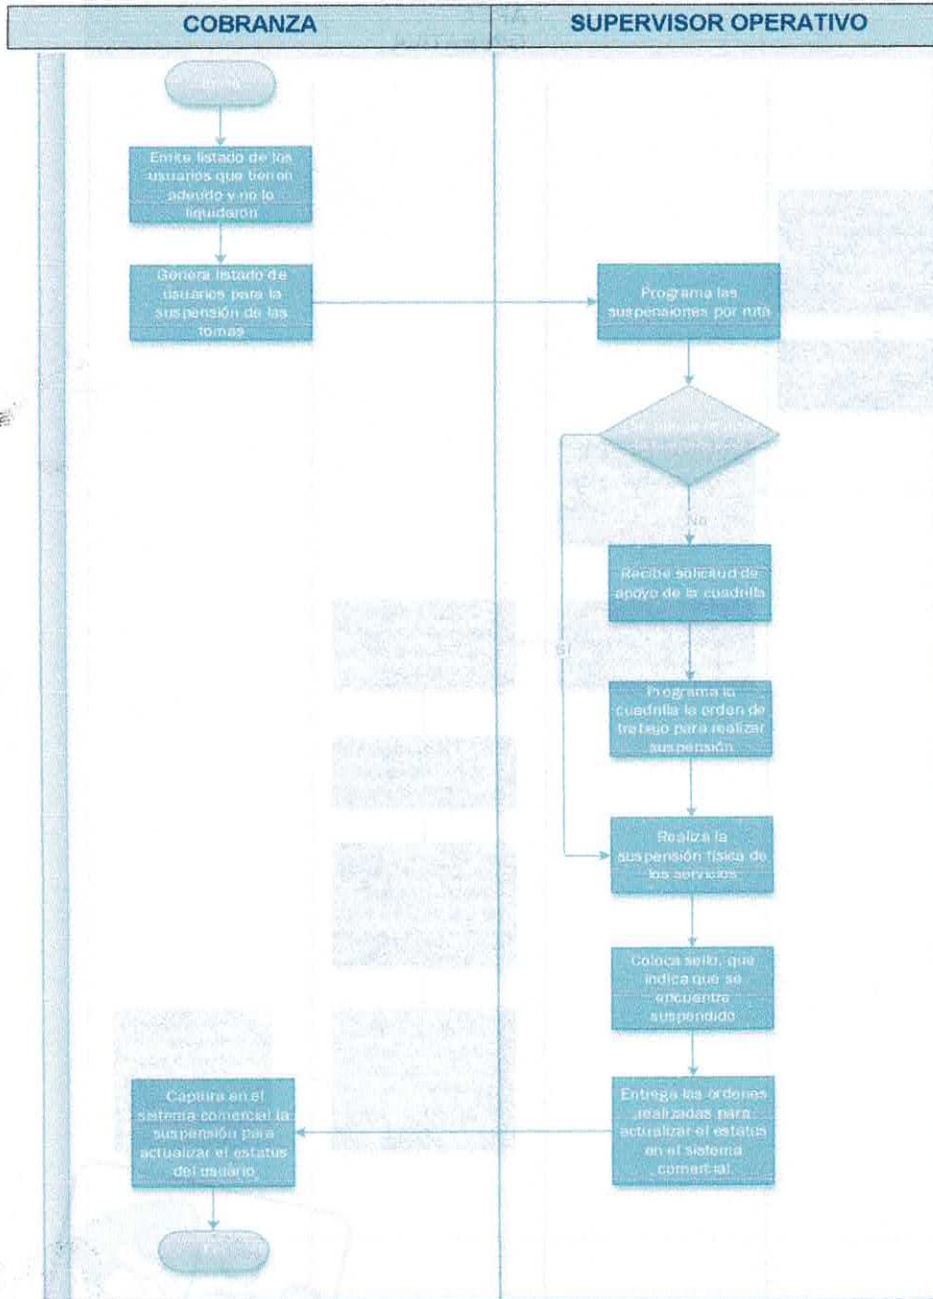 COBRANZA
SUPERVISOR OPERATIVO
Emite listado de los
usuarios que tienen
adeudo y no lo
liquidaron
Genera listado de
usuarios para la
suspensión de las
tomas
Programa las
suspensiones por ruta
No
Recibe solicitud de
apoyo de la cuadrilla
Si
Programa la
cuadrilla la orden de
trabajo para realizar
suspensión
Realiza la
suspensión física de
los servicios
Coloca sello, que
indica que se
encuentra
suspendido
Entrega las ordenes
realizadas para
actualizar el estatus
en el sistema
comercial.
Captura en el
sistema comercial la
suspensión para
actualizar el estatus
del usuario.